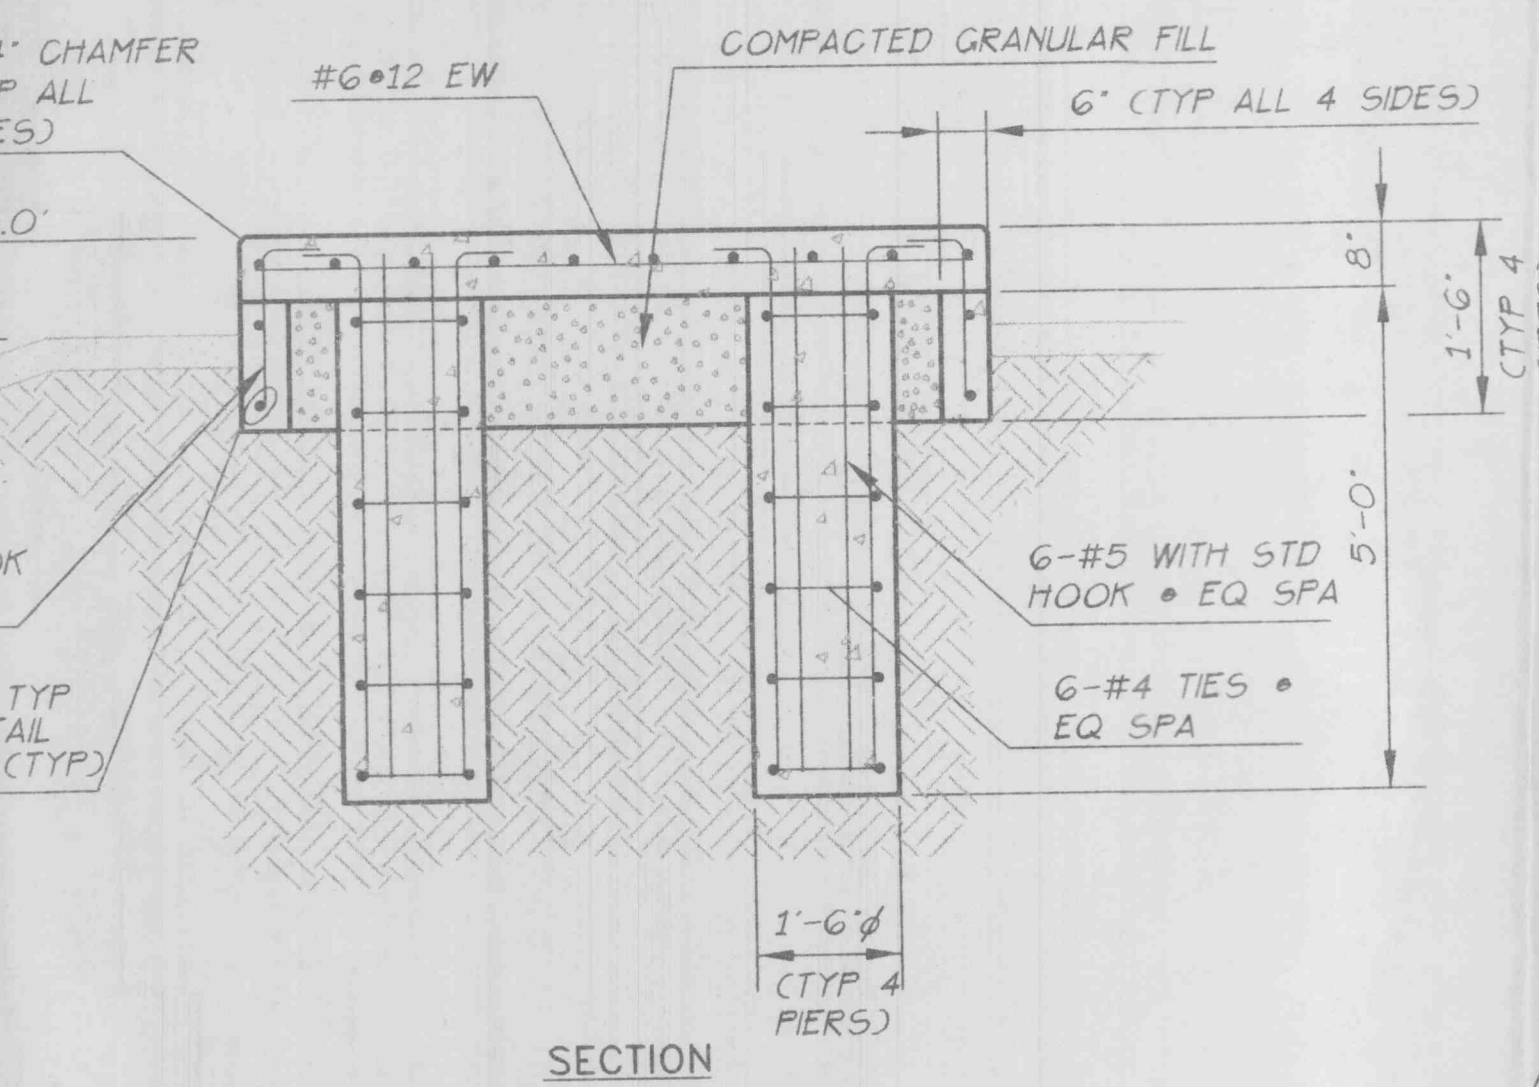 CHAMFER
ALL
#6@12 EW
COMPACTED GRANULAR FILL
6" (TYP ALL 4 SIDES)
.0'
8"
1'-6"
(TYP 4
5'-0"
6-#5 WITH STD
HOOK @ EQ SPA
6-#4 TIES @
EQ SPA
TYP
(TYP)
1'-6"ϕ
(TYP 4
PIERS)
SECTION